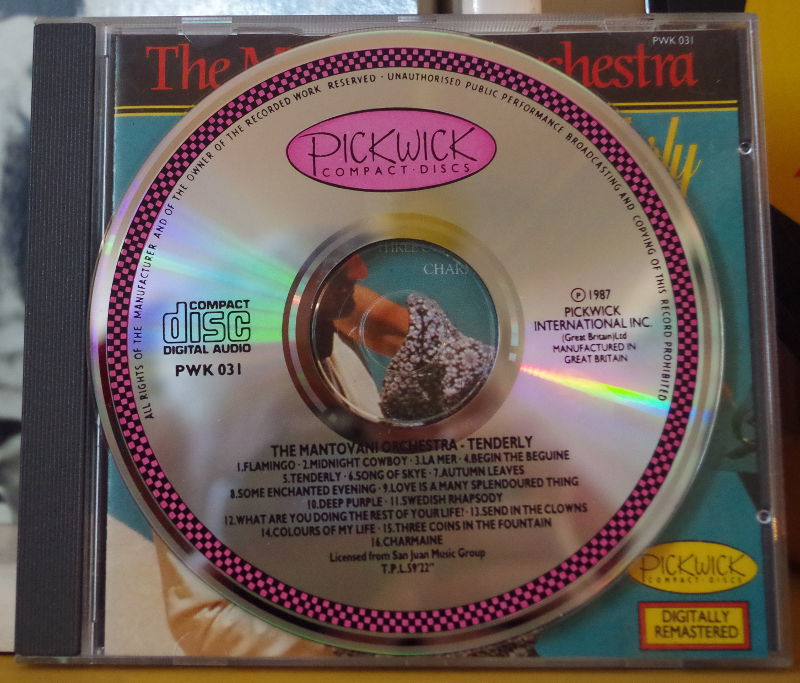 The M
chestra
PWK 031
rly
ALL RIGHTS OF THE MANUFACTURER AND OF THE OWNER OF THE RECORDED WORK RESERVED · UNAUTHORISED PUBLIC PERFORMANCE BROADCASTING AND COPYING OF THIS RECORD PROHIBITED
PICKWICK
COMPACT · DISCS
THREE
CHAR
COMPACT
disc
DIGITAL AUDIO
PWK 031
℗ 1987
PICKWICK
INTERNATIONAL INC.
(Great Britain)Ltd
MANUFACTURED IN
GREAT BRITAIN
THE MANTOVANI ORCHESTRA - TENDERLY
1.FLAMINGO · 2.MIDNIGHT COWBOY · 3.LA MER · 4.BEGIN THE BEGUINE
5.TENDERLY · 6.SONG OF SKYE · 7.AUTUMN LEAVES
8.SOME ENCHANTED EVENING · 9.LOVE IS A MANY SPLENDOURED THING
10.DEEP PURPLE · 11.SWEDISH RHAPSODY
12.WHAT ARE YOU DOING THE REST OF YOUR LIFE? · 13.SEND IN THE CLOWNS
14.COLOURS OF MY LIFE · 15.THREE COINS IN THE FOUNTAIN
16.CHARMAINE
Licensed from San Juan Music Group
T.P.L.59'22"
PICKWICK
COMPACT · DISCS
DIGITALLY
REMASTERED